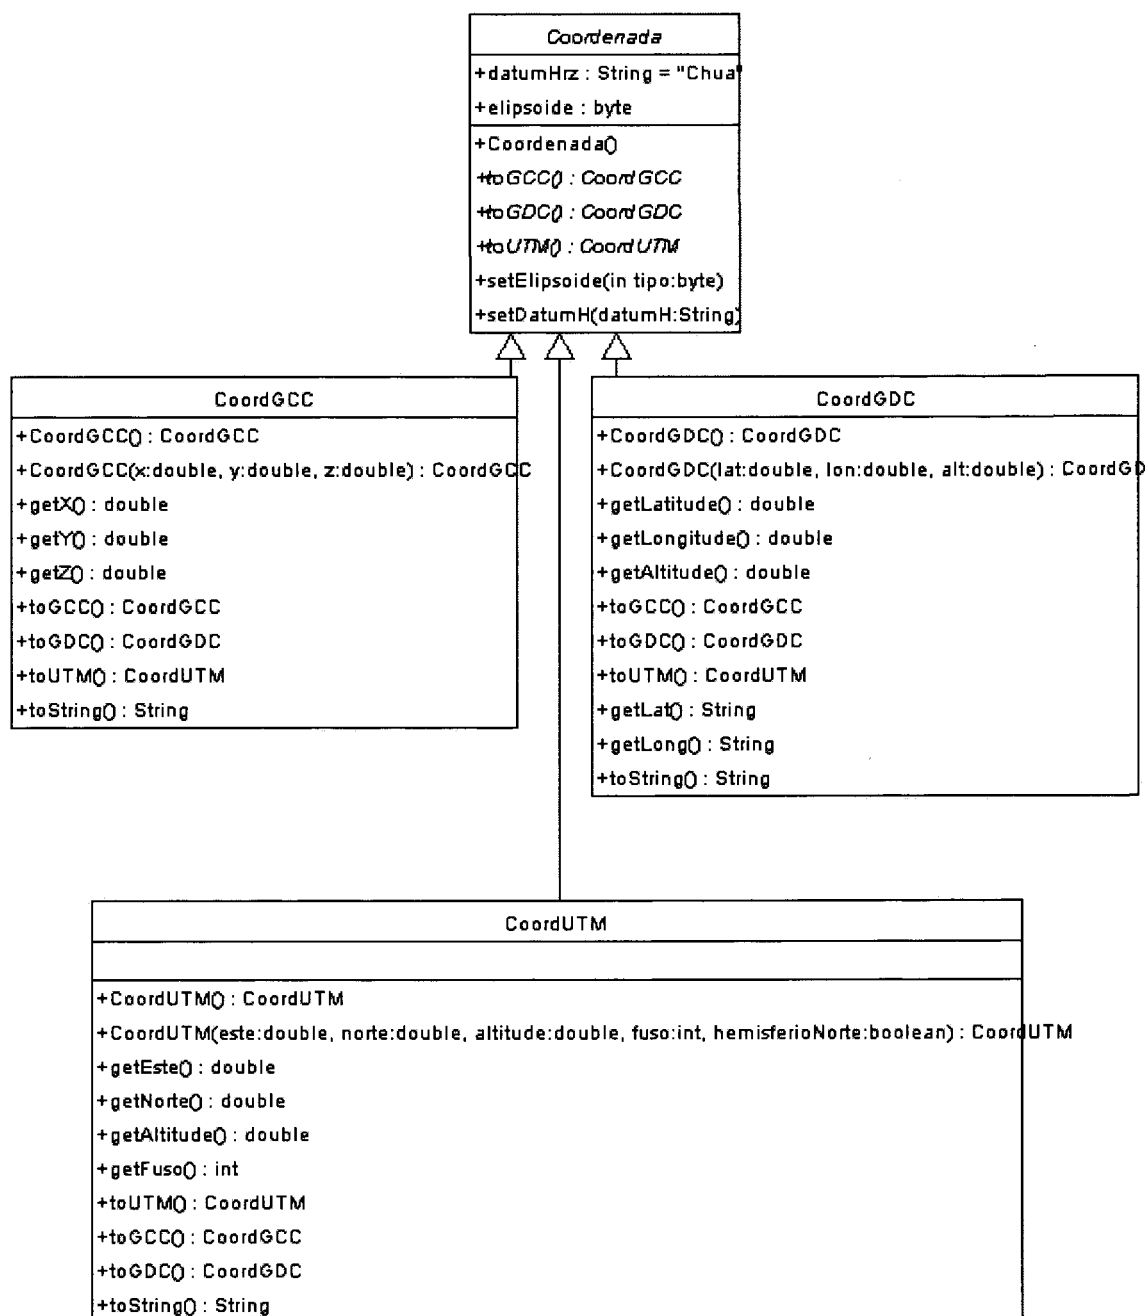 Coordenada
+datumHrz : String = "Chua"
+elipsoide : byte
+Coordenada()
+toGCC() : CoordGCC
+toGDC() : CoordGDC
+toUTM() : CoordUTM
+setElipsoide(in tipo:byte)
+setDatumH(datumH:String)
CoordGCC
+CoordGCC() : CoordGCC
+CoordGCC(x:double, y:double, z:double) : CoordGCC
+getX() : double
+getY() : double
+getZ() : double
+toGCC() : CoordGCC
+toGDC() : CoordGDC
+toUTM() : CoordUTM
+toString() : String
CoordGDC
+CoordGDC() : CoordGDC
+CoordGDC(lat:double, lon:double, alt:double) : CoordGD
+getLatitude() : double
+getLongitude() : double
+getAltitude() : double
+toGCC() : CoordGCC
+toGDC() : CoordGDC
+toUTM() : CoordUTM
+getLat() : String
+getLong() : String
+toString() : String
CoordUTM
+CoordUTM() : CoordUTM
+CoordUTM(este:double, norte:double, altitude:double, fuso:int, hemisferioNorte:boolean) : CoordUTM
+getEste() : double
+getNorte() : double
+getAltitude() : double
+getFuso() : int
+toUTM() : CoordUTM
+toGCC() : CoordGCC
+toGDC() : CoordGDC
+toString() : String